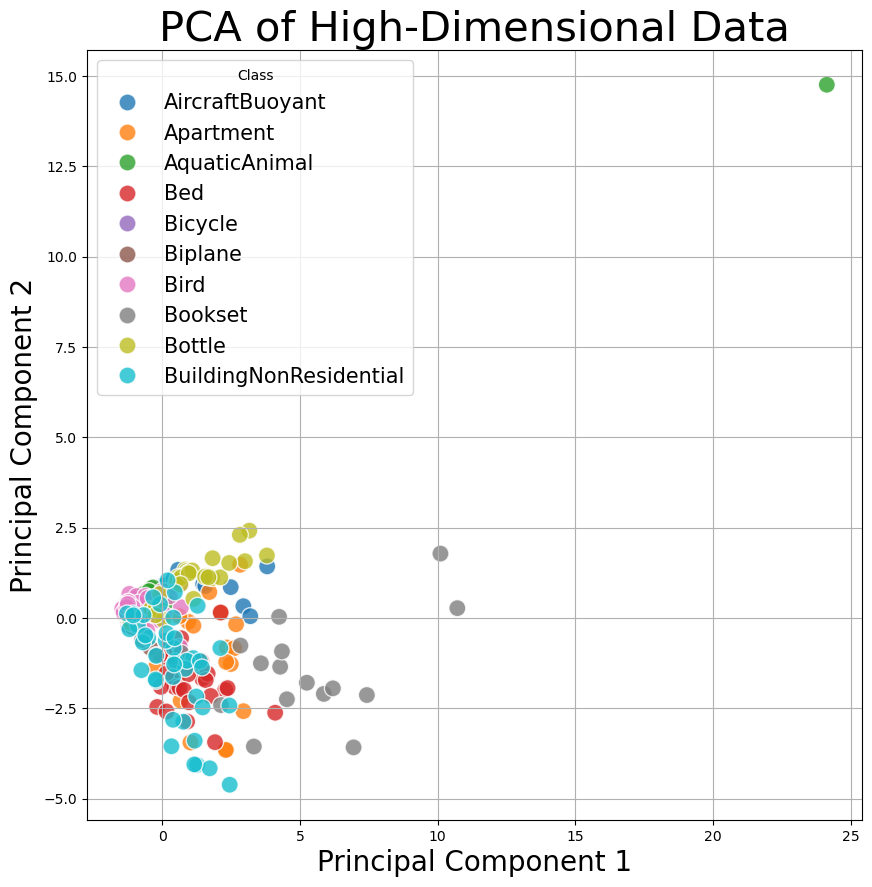 PCA of High-Dimensional Data
Class
AircraftBuoyant
Apartment
AquaticAnimal
Bed
Bicycle
Biplane
Bird
Bookset
Bottle
BuildingNonResidential
Principal Component 2
15.0
12.5
10.0
7.5
5.0
2.5
0.0
−2.5
−5.0
0
5
10
15
20
25
Principal Component 1